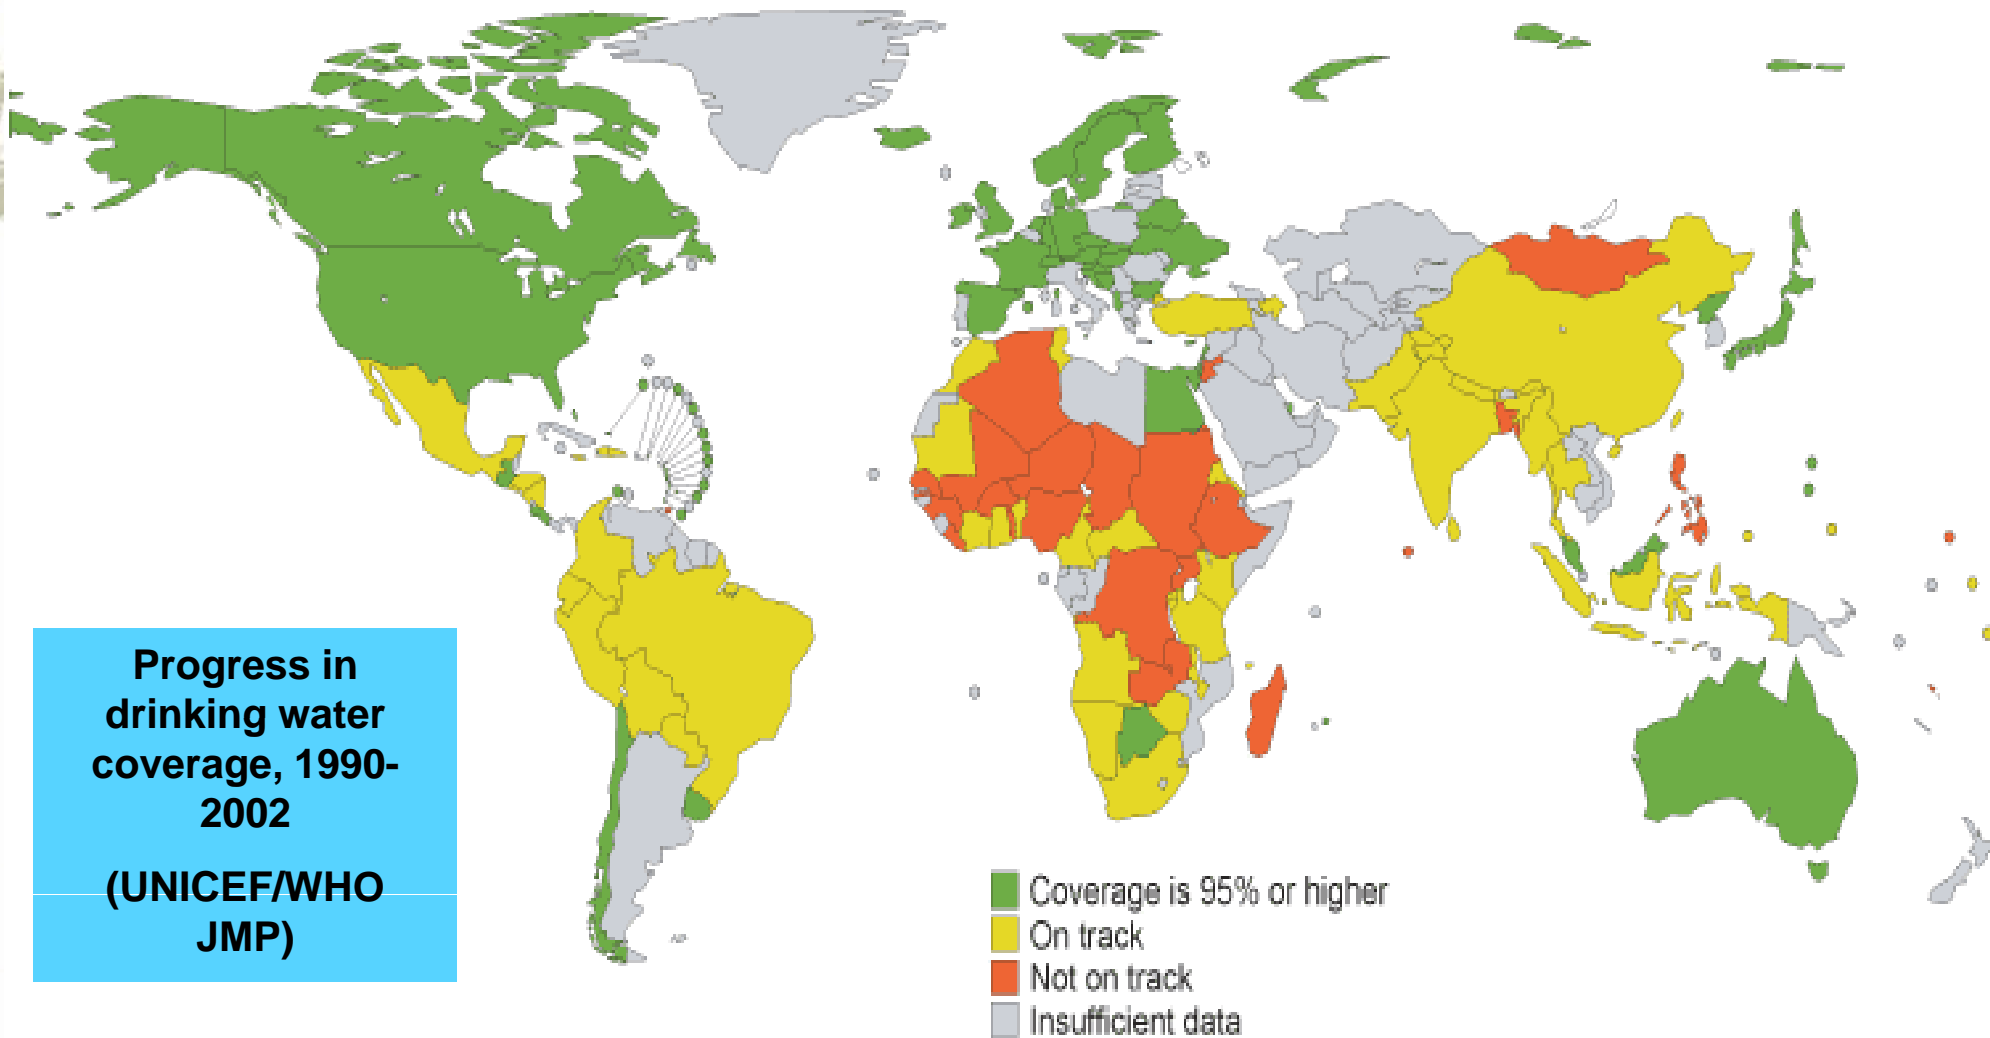 Progress in
drinking water
coverage, 1990-
2002
(UNICEF/WHO
JMP)
Coverage is 95% or higher
On track
Not on track
Insufficient data